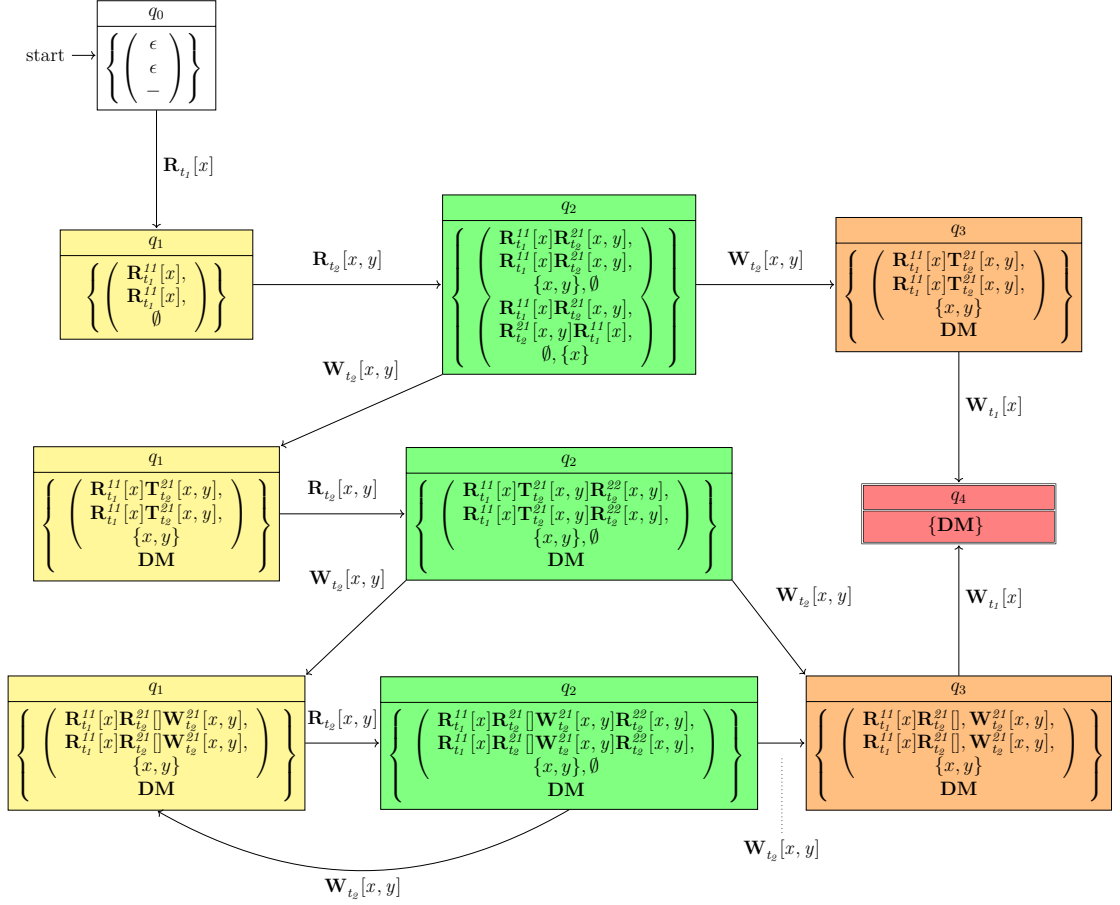 q₀
start
{ ( ϵ
ϵ
− ) }
𝐑_{t₁}[x]
q₁
{ ( 𝐑^{11}_{t₁}[x],
𝐑^{11}_{t₁}[x],
∅ ) }
𝐑_{t₂}[x, y]
q₂
{ ( 𝐑^{11}_{t₁}[x]𝐑^{21}_{t₂}[x, y],
𝐑^{11}_{t₁}[x]𝐑^{21}_{t₂}[x, y],
{x, y}, ∅ )
( 𝐑^{11}_{t₁}[x]𝐑^{21}_{t₂}[x, y],
𝐑^{21}_{t₂}[x, y]𝐑^{11}_{t₁}[x],
∅, {x} ) }
𝐖_{t₂}[x, y]
q₃
{ ( 𝐑^{11}_{t₁}[x]𝐓^{21}_{t₂}[x, y],
𝐑^{11}_{t₁}[x]𝐓^{21}_{t₂}[x, y],
{x, y} )
𝐃𝐌 }
𝐖_{t₂}[x, y]
𝐖_{t₁}[x]
q₁
{ ( 𝐑^{11}_{t₁}[x]𝐓^{21}_{t₂}[x, y],
𝐑^{11}_{t₁}[x]𝐓^{21}_{t₂}[x, y],
{x, y} )
𝐃𝐌 }
𝐑_{t₂}[x, y]
q₂
{ ( 𝐑^{11}_{t₁}[x]𝐓^{21}_{t₂}[x, y]𝐑^{22}_{t₂}[x, y],
𝐑^{11}_{t₁}[x]𝐓^{21}_{t₂}[x, y]𝐑^{22}_{t₂}[x, y],
{x, y}, ∅ )
𝐃𝐌 }
q₄
{𝐃𝐌}
𝐖_{t₂}[x, y]
𝐖_{t₂}[x, y]
𝐖_{t₁}[x]
q₁
{ ( 𝐑^{11}_{t₁}[x]𝐑^{21}_{t₂}[]𝐖^{21}_{t₂}[x, y],
𝐑^{11}_{t₁}[x]𝐑^{21}_{t₂}[]𝐖^{21}_{t₂}[x, y],
{x, y} )
𝐃𝐌 }
𝐑_{t₂}[x, y]
q₂
{ ( 𝐑^{11}_{t₁}[x]𝐑^{21}_{t₂}[]𝐖^{21}_{t₂}[x, y]𝐑^{22}_{t₂}[x, y],
𝐑^{11}_{t₁}[x]𝐑^{21}_{t₂}[]𝐖^{21}_{t₂}[x, y]𝐑^{22}_{t₂}[x, y],
{x, y}, ∅ )
𝐃𝐌 }
q₃
{ ( 𝐑^{11}_{t₁}[x]𝐑^{21}_{t₂}[], 𝐖^{21}_{t₂}[x, y],
𝐑^{11}_{t₁}[x]𝐑^{21}_{t₂}[], 𝐖^{21}_{t₂}[x, y],
{x, y} )
𝐃𝐌 }
𝐖_{t₂}[x, y]
𝐖_{t₂}[x, y]